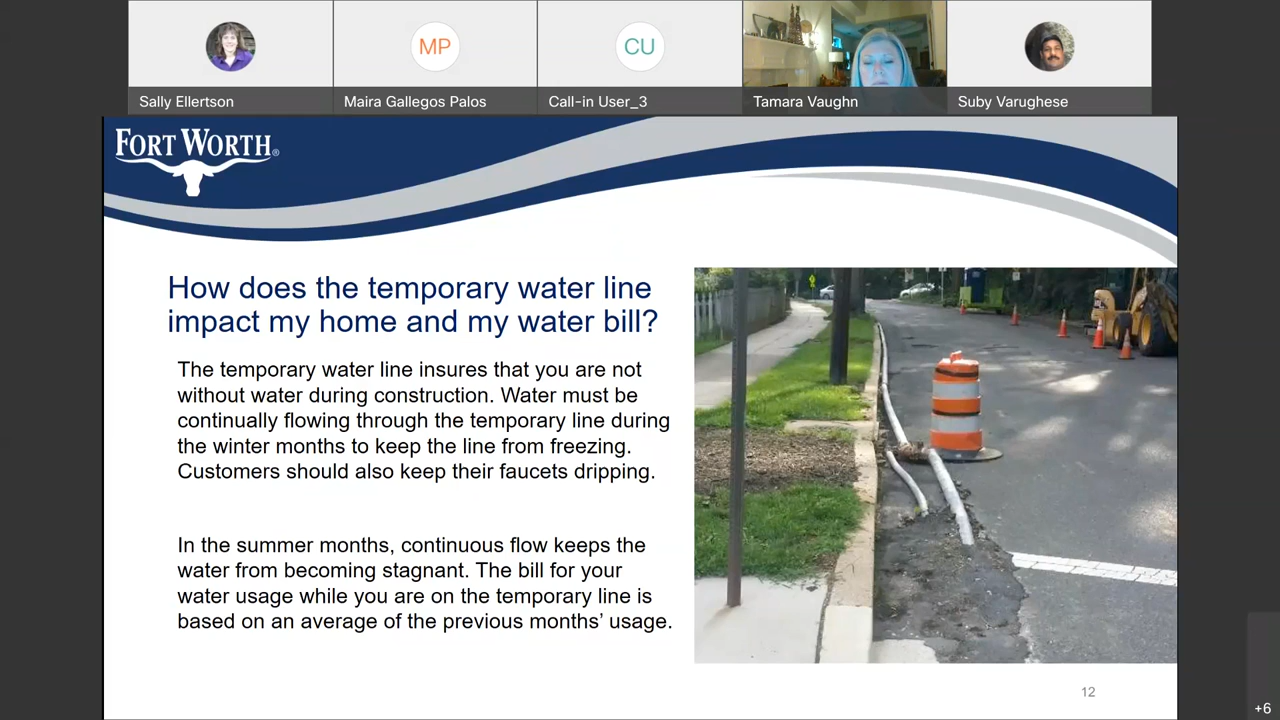 MP
CU
Sally Ellertson
Maira Gallegos Palos
Call-in User_3
Tamara Vaughn
Suby Varughese
FORT WORTH®
How does the temporary water line
impact my home and my water bill?
The temporary water line insures that you are not
without water during construction. Water must be
continually flowing through the temporary line during
the winter months to keep the line from freezing.
Customers should also keep their faucets dripping.
In the summer months, continuous flow keeps the
water from becoming stagnant. The bill for your
water usage while you are on the temporary line is
based on an average of the previous months’ usage.
12
+6